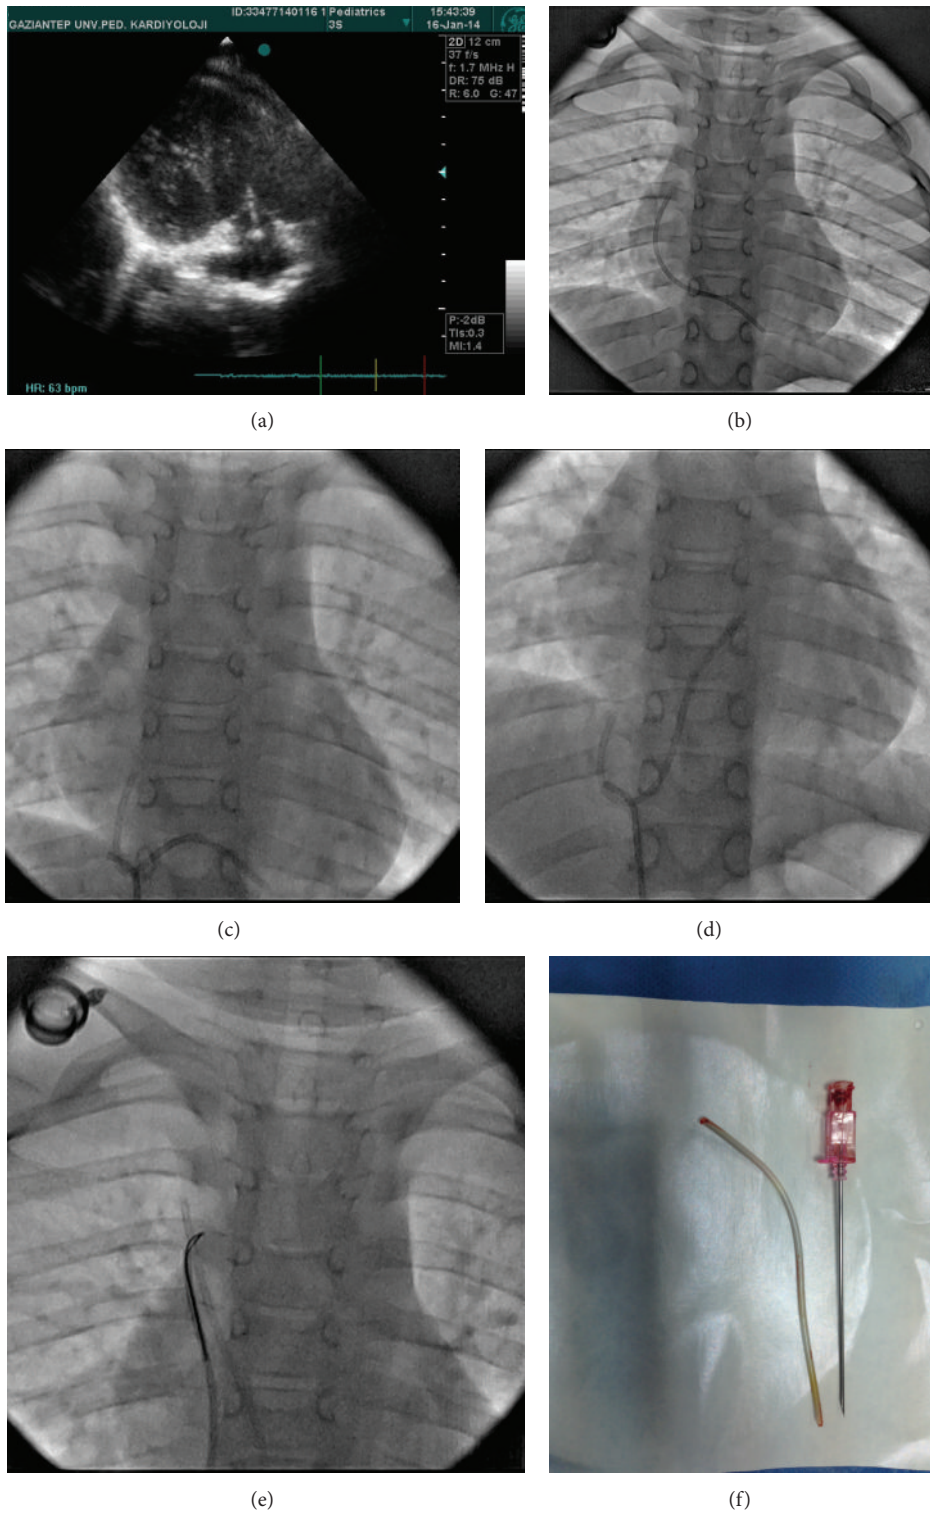 ID:33477140116 1 Pediatrics 15:43:39
GAZIANTEP UNV.PED. KARDIYOLOJI 3S 16-Jan-14
2D 12 cm
37 f/s
f: 1.7 MHz H
DR: 75 dB
R: 6.0 G: 47
P:-2dB
TIs:0.3
MI:1.4
HR: 63 bpm
(a)
(b)
(c)
(d)
(e)
(f)